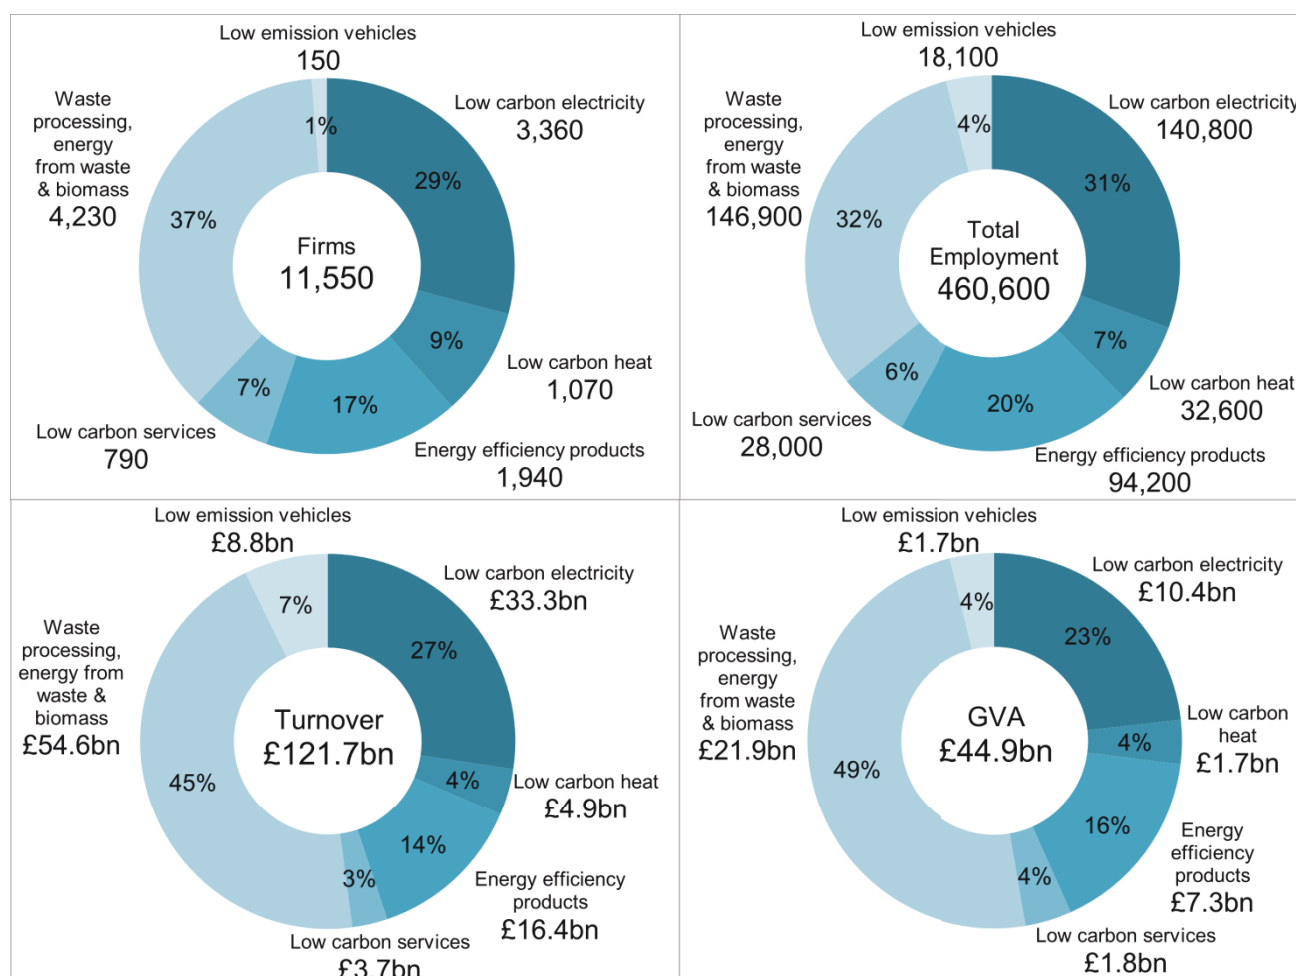 Low emission vehicles
150
Low carbon electricity
3,360
Waste
processing,
energy
from waste
& biomass
4,230
1%
29%
37%
Firms
11,550
9%
Low carbon heat
1,070
7%
17%
Low carbon services
790
Energy efficiency products
1,940
Low emission vehicles
18,100
Low carbon electricity
140,800
Waste
processing,
energy
from waste
& biomass
146,900
4%
31%
32%
Total
Employment
460,600
7%
Low carbon heat
32,600
6%
20%
Low carbon services
28,000
Energy efficiency products
94,200
Low emission vehicles
£8.8bn
Low carbon electricity
£33.3bn
Waste
processing,
energy from
waste &
biomass
£54.6bn
7%
27%
Turnover
£121.7bn
45%
4%
Low carbon heat
£4.9bn
14%
3%
Energy efficiency
products
£16.4bn
Low carbon services
£3.7bn
Low emission vehicles
£1.7bn
Low carbon electricity
£10.4bn
Waste
processing,
energy
from waste
& biomass
£21.9bn
4%
23%
GVA
£44.9bn
49%
4%
Low carbon
heat
£1.7bn
16%
4%
Energy
efficiency
products
£7.3bn
Low carbon services
£1.8bn